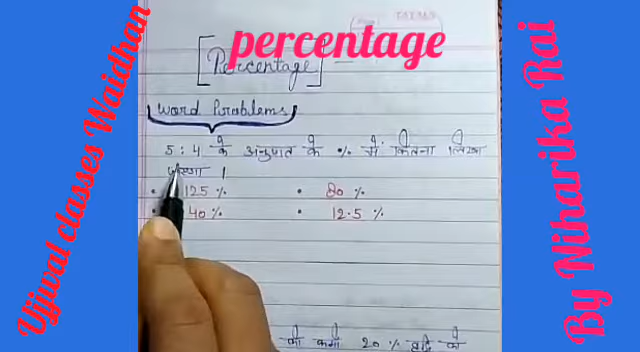 Ujjwal classes Waidhan
percentage
[Percentage]
Word Problems
5 : 4 के अनुपात के % में कितना लिखा
जाएगा ।
• 125 % • 80 %
• 40 % • 12.5 %
की कमी 20 % वृद्धि के
By Niharika Rai